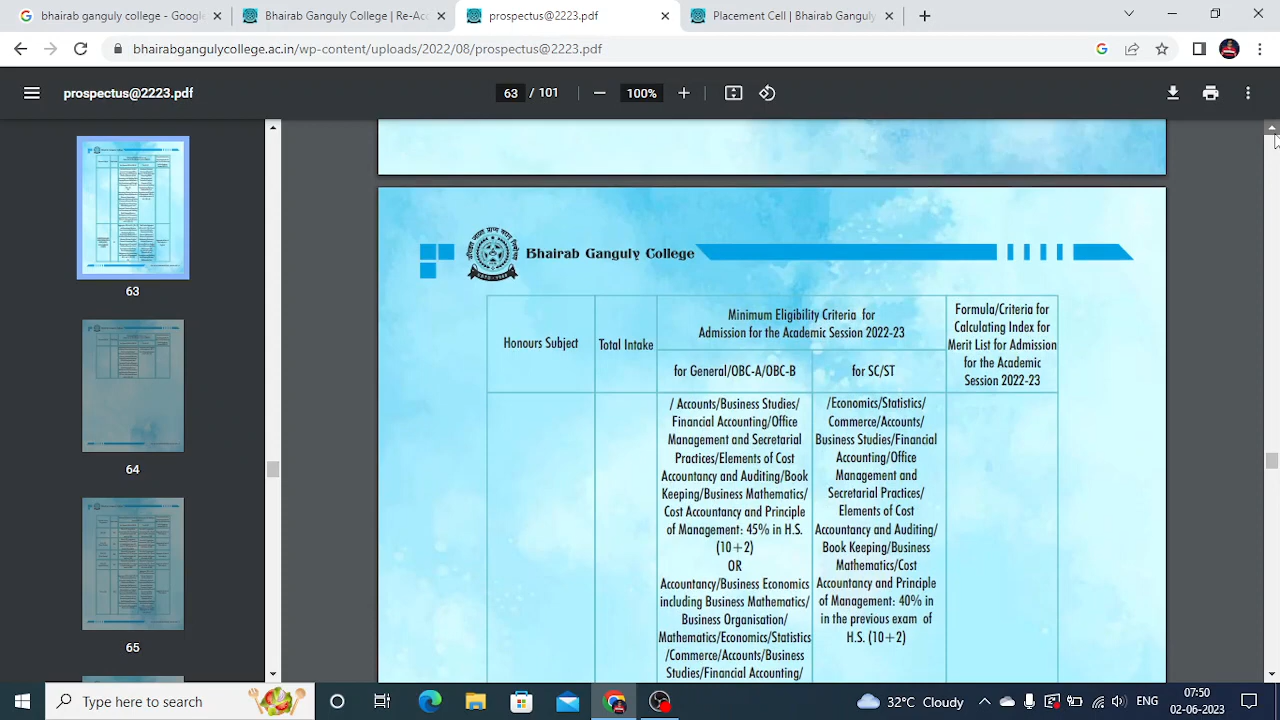 bhairab ganguly college - Google
Bhairab Ganguly College | Re-Ac
prospectus@2223.pdf
Placement Cell | Bhairab Ganguly
bhairabgangulycollege.ac.in/wp-content/uploads/2022/08/prospectus@2223.pdf
prospectus@2223.pdf
63 / 101
100%
63
64
65
Bhairab Ganguly College
Honours Subject
Total Intake
Minimum Eligibility Criteria for
Admission for the Academic Session 2022-23
for General/OBC-A/OBC-B
for SC/ST
Formula/Criteria for
Calculating Index for
Merit List for Admission
for the Academic
Session 2022-23
/ Accounts/Business Studies/
Financial Accounting/Office
Management and Secretarial
Practices/Elements of Cost
Accountancy and Auditing/Book
Keeping/Business Mathematics/
Cost Accountancy and Principle
of Management: 45% in H.S.
(10+2)
OR
Accountancy/Business Economics
including Business Mathematics/
Business Organisation/
Mathematics/Economics/Statistics
/Commerce/Accounts/Business
Studies/Financial Accounting/
/Economics/Statistics/
Commerce/Accounts/
Business Studies/Financial
Accounting/Office
Management and
Secretarial Practices/
Elements of Cost
Accountancy and Auditing/
Book Keeping/Business
Mathematics/Cost
Accountancy and Principle
of Management: 40% in
in the previous exam of
H.S. (10+2)
Type here to search
32°C Cloudy
ENG
07:50
02-06-2023